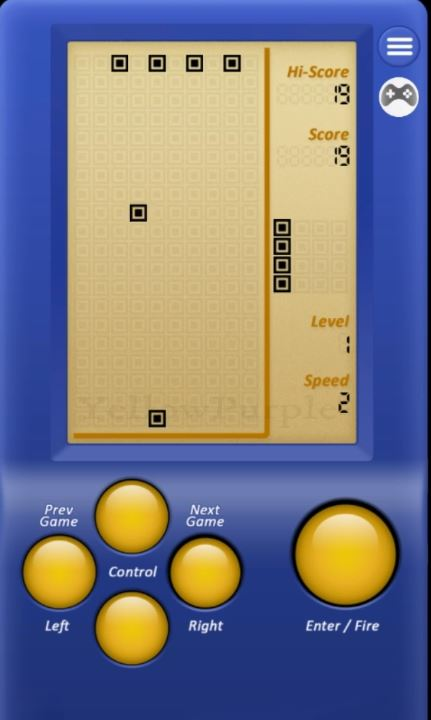 Hi-Score
19
Score
19
Level
1
Speed
2
YellowPurple
Prev
Game
Next
Game
Control
Left
Right
Enter / Fire